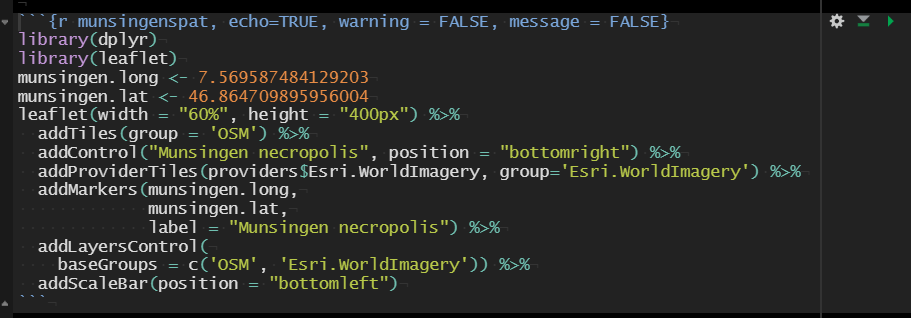 ```{r munsingenspat, echo=TRUE, warning = FALSE, message = FALSE}
library(dplyr)
library(leaflet)
munsingen.long <- 7.569587484129203
munsingen.lat <- 46.864709895956004
leaflet(width = "60%", height = "400px") %>%
  addTiles(group = 'OSM') %>%
  addControl("Munsingen necropolis", position = "bottomright") %>%
  addProviderTiles(providers$Esri.WorldImagery, group='Esri.WorldImagery') %>%
  addMarkers(munsingen.long,
             munsingen.lat,
             label = "Munsingen necropolis") %>%
  addLayersControl(
    baseGroups = c('OSM', 'Esri.WorldImagery')) %>%
  addScaleBar(position = "bottomleft")
```